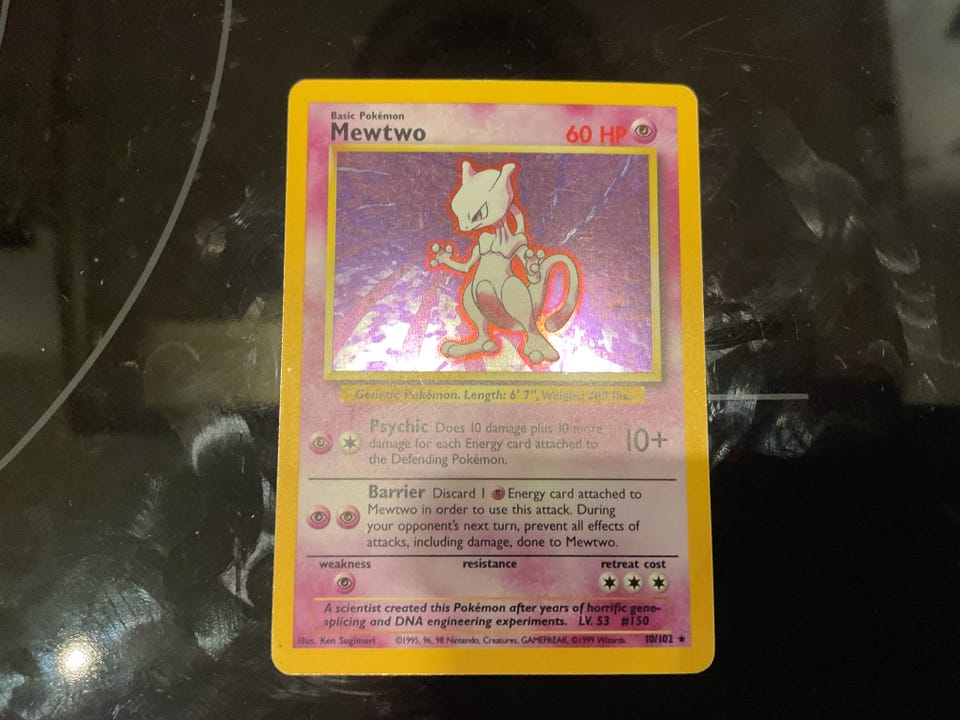 Basic Pokémon
Mewtwo
60 HP
Genetic Pokémon. Length: 6' 7", Weight: 269 lbs.
Psychic Does 10 damage plus 10 more
damage for each Energy card attached to
the Defending Pokémon.
10+
Barrier Discard 1 Energy card attached to
Mewtwo in order to use this attack. During
your opponent's next turn, prevent all effects of
attacks, including damage, done to Mewtwo.
weakness resistance retreat cost
A scientist created this Pokémon after years of horrific gene-
splicing and DNA engineering experiments. LV. 53 #150
Illus. Ken Sugimori ©1995, 96, 98 Nintendo, Creatures, GAMEFREAK. ©1999 Wizards. 10/102 ★